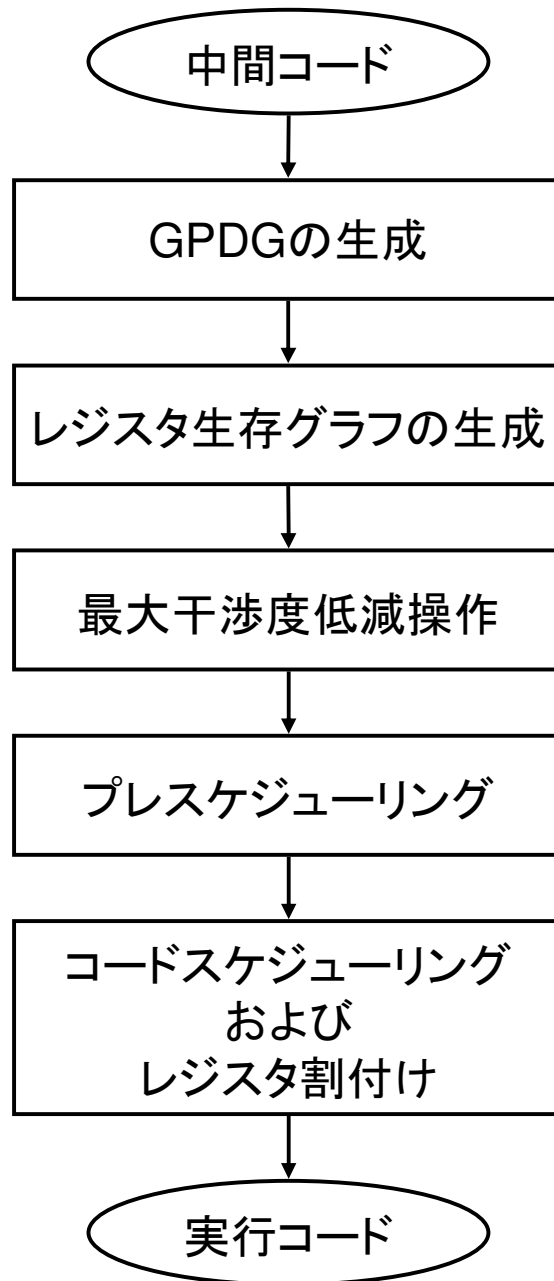 中間コード
GPDGの生成
レジスタ生存グラフの生成
最大干渉度低減操作
プレスケジューリング
コードスケジューリング
および
レジスタ割付け
実行コード